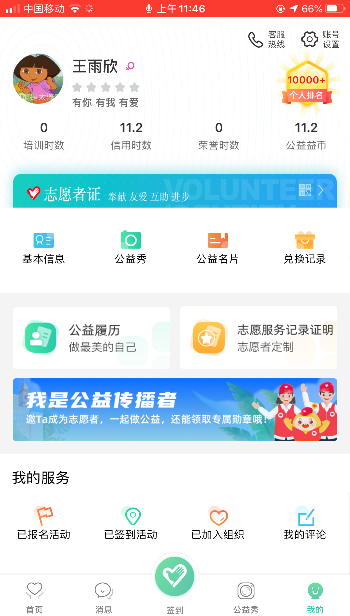 中国移动 上午11:46 66%
客服热线
账号设置
王雨欣
有你 有我 有爱
10000+
个人排名
0 11.2 0 11.2
培训时数 信用时数 荣誉时数 公益益币
志愿者证 奉献 友爱 互助 进步
VOLUNTEER
基本信息 公益秀 公益名片 兑换记录
公益履历 志愿服务记录证明
做最美的自己 志愿者定制
我是公益传播者
邀Ta成为志愿者，一起做公益，还能领取专属勋章哦!
我的服务
已报名活动 已签到活动 已加入组织 我的评论
首页 消息 签到 公益秀 我的